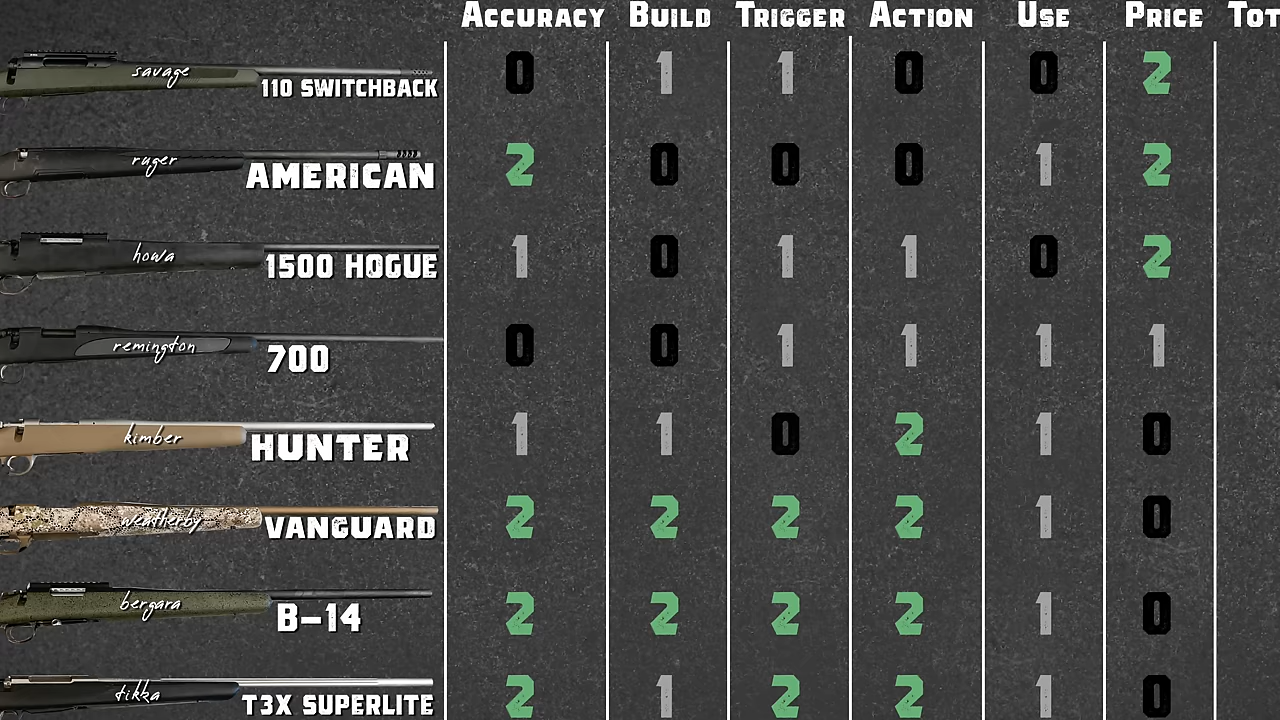 Accuracy Build Trigger Action Use Price Tot
savage
110 SWITCHBACK 0 1 1 0 0 2
ruger
AMERICAN 2 0 0 0 1 2
howa
1500 HOGUE 1 0 1 1 0 2
remington
700 0 0 1 1 1 1
kimber
HUNTER 1 1 0 2 1 0
weatherby
VANGUARD 2 2 2 2 1 0
bergara
B-14 2 2 2 2 1 0
tikka
T3X SUPERLITE 2 1 2 2 1 0